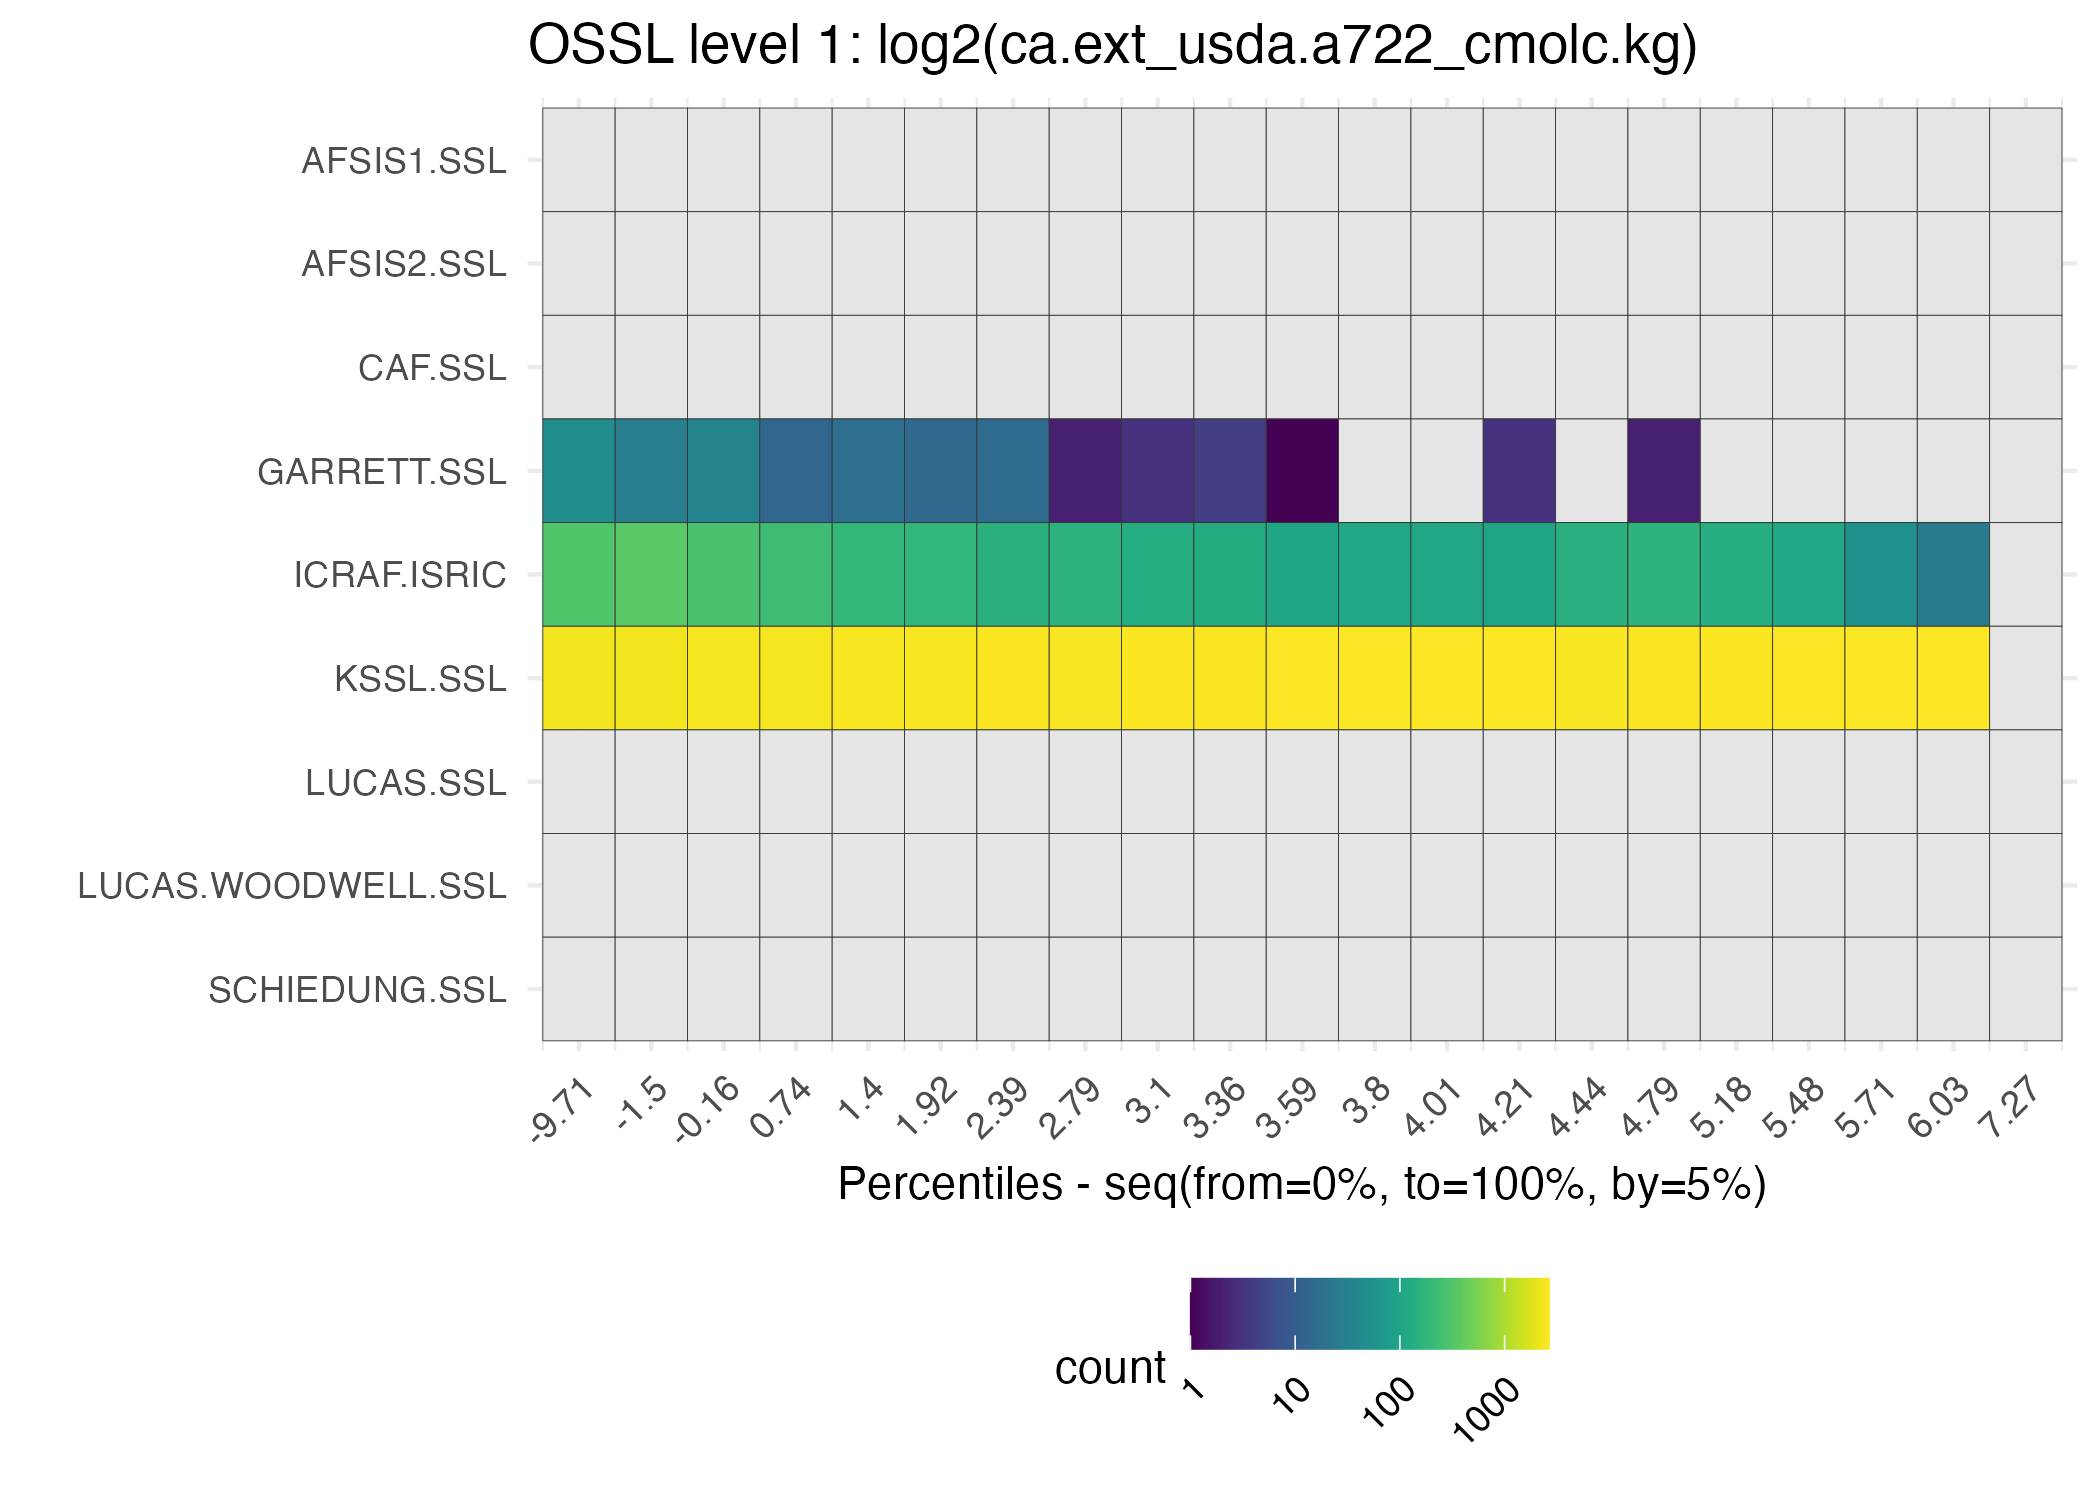 OSSL level 1: log2(ca.ext_usda.a722_cmolc.kg)
AFSIS1.SSL
AFSIS2.SSL
CAF.SSL
GARRETT.SSL
ICRAF.ISRIC
KSSL.SSL
LUCAS.SSL
LUCAS.WOODWELL.SSL
SCHIEDUNG.SSL
-9.71 -1.5 -0.16 0.74 1.4 1.92 2.39 2.79 3.1 3.36 3.59 3.8 4.01 4.21 4.44 4.79 5.18 5.48 5.71 6.03 7.27
Percentiles - seq(from=0%, to=100%, by=5%)
count
1 10 100 1000